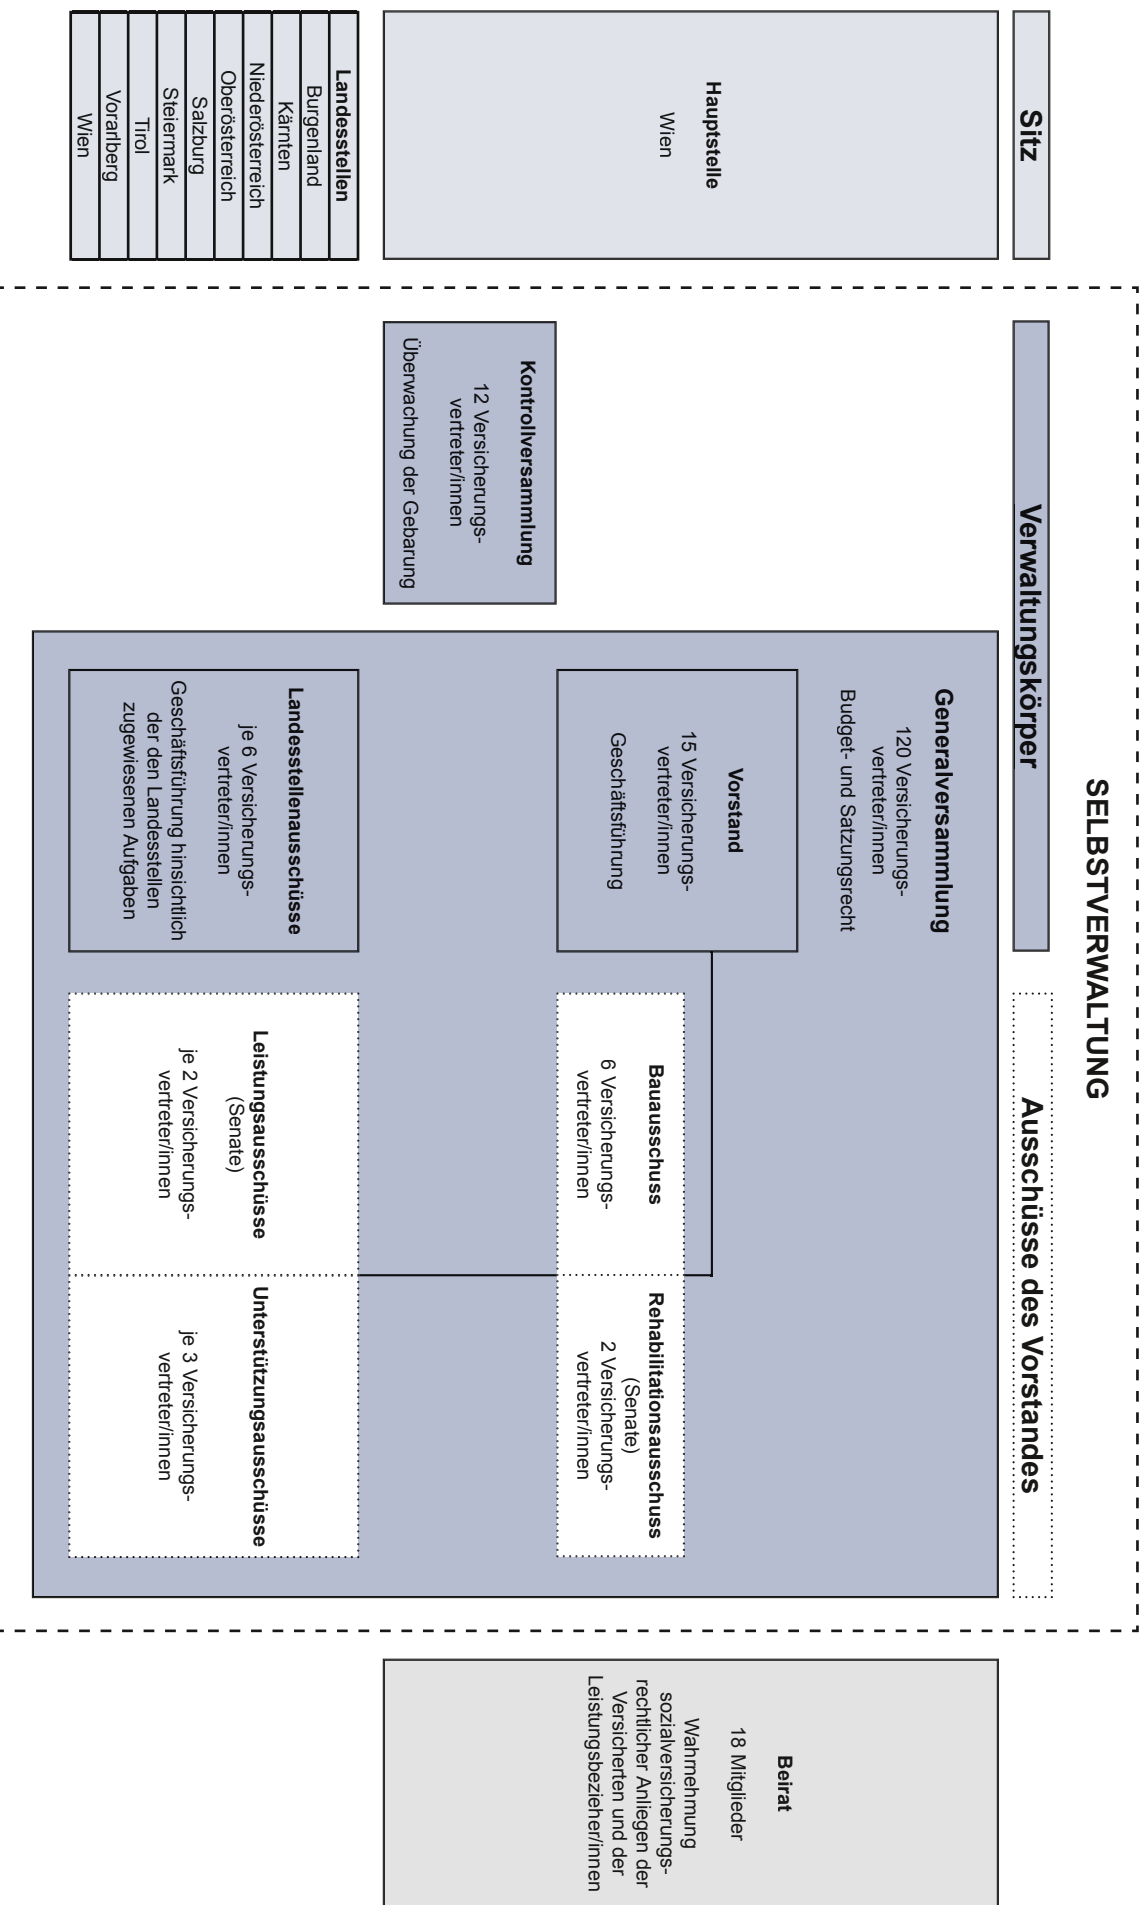 SELBSTVERWALTUNG
Sitz
Verwaltungskörper
Ausschüsse des Vorstandes
Hauptstelle
Wien
Landesstellen
Burgenland
Kärnten
Niederösterreich
Oberösterreich
Salzburg
Steiermark
Tirol
Vorarlberg
Wien
Kontrollversammlung
12 Versicherungs-
vertreter/innen
Überwachung der Gebarung
Generalversammlung
120 Versicherungs-
vertreter/innen
Budget- und Satzungsrecht
Vorstand
15 Versicherungs-
vertreter/innen
Geschäftsführung
Bauausschuss
6 Versicherungs-
vertreter/innen
Rehabilitationsausschuss
(Senate)
2 Versicherungs-
vertreter/innen
Landesstellenausschüsse
je 6 Versicherungs-
vertreter/innen
Geschäftsführung hinsichtlich
der den Landesstellen
zugewiesenen Aufgaben
Leistungsausschüsse
(Senate)
je 2 Versicherungs-
vertreter/innen
Unterstützungsausschüsse
je 3 Versicherungs-
vertreter/innen
Beirat
18 Mitglieder
Wahrnehmung
sozialversicherungs-
rechtlicher Anliegen der
Versicherten und der
Leistungsbezieher/innen